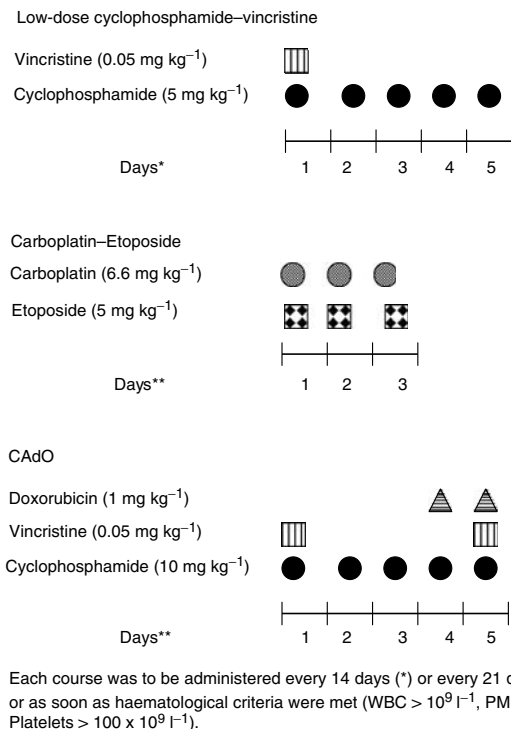 Low-dose cyclophosphamide–vincristine
Vincristine (0.05 mg kg⁻¹)
Cyclophosphamide (5 mg kg⁻¹)
Days* 1 2 3 4 5
Carboplatin–Etoposide
Carboplatin (6.6 mg kg⁻¹)
Etoposide (5 mg kg⁻¹)
Days** 1 2 3
CAdO
Doxorubicin (1 mg kg⁻¹)
Vincristine (0.05 mg kg⁻¹)
Cyclophosphamide (10 mg kg⁻¹)
Days** 1 2 3 4 5
Each course was to be administered every 14 days (*) or every 21
or as soon as haematological criteria were met (WBC > 10⁹ l⁻¹,
Platelets > 100 x 10⁹ l⁻¹).